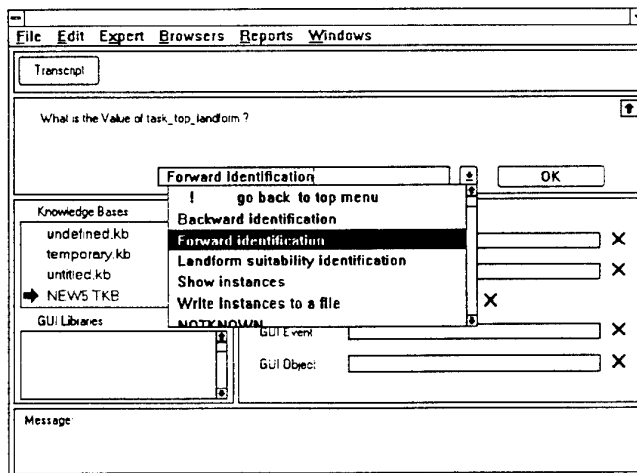 File Edit Expert Browsers Reports Windows
Transcript
What is the Value of task_top_landform ?
Forward Identification
OK
! go back to top menu
Backward identification
Forward identification
Landform suitability identification
Show instances
Write instances to a file
NOTKNOWN
Knowledge Bases
undefined.kb
temporary.kb
untitled.kb
NEW5 TKB
GUI Libraries
GUI Event
GUI Object
Message: